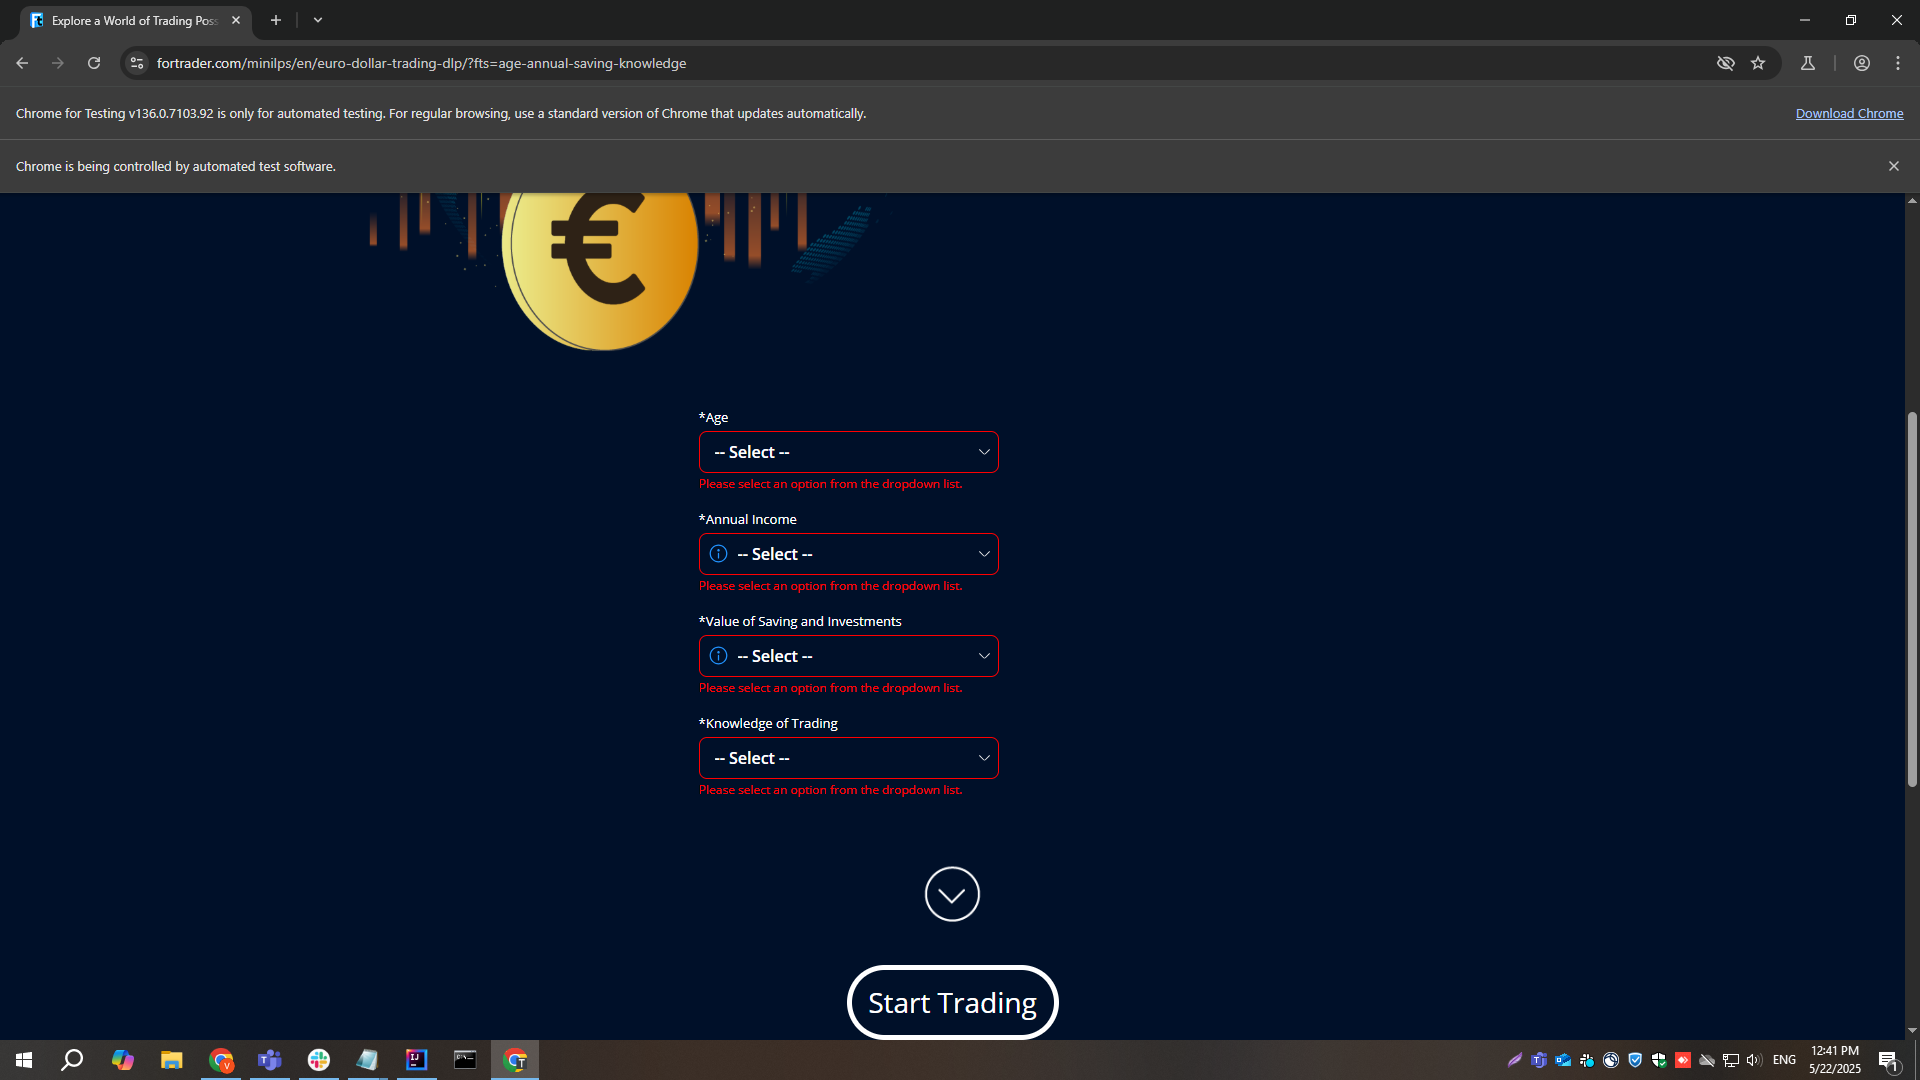 Explore a World of Trading Poss
fortrader.com/minilps/en/euro-dollar-trading-dlp/?fts=age-annual-saving-knowledge
Chrome for Testing v136.0.7103.92 is only for automated testing. For regular browsing, use a standard version of Chrome that updates automatically.
Download Chrome
Chrome is being controlled by automated test software.
€
*Age
-- Select --
Please select an option from the dropdown list.
*Annual Income
-- Select --
Please select an option from the dropdown list.
*Value of Saving and Investments
-- Select --
Please select an option from the dropdown list.
*Knowledge of Trading
-- Select --
Please select an option from the dropdown list.
Start Trading
ENG
12:41 PM
5/22/2025
1